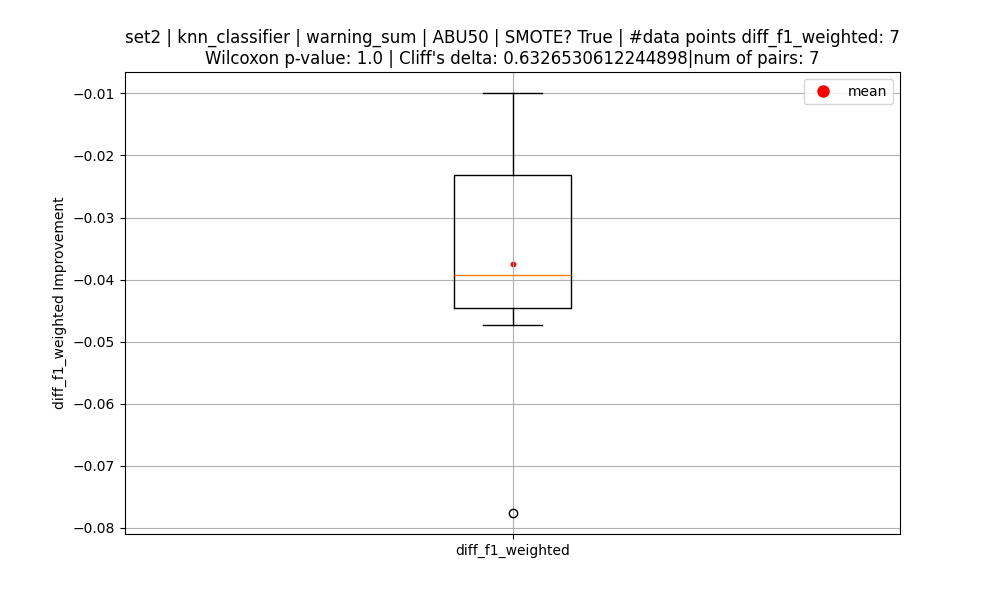 set2 | knn_classifier | warning_sum | ABU50 | SMOTE? True | #data points diff_f1_weighted: 7
Wilcoxon p-value: 1.0 | Cliff's delta: 0.6326530612244898|num of pairs: 7
mean
−0.01
−0.02
−0.03
−0.04
−0.05
−0.06
−0.07
−0.08
diff_f1_weighted Improvement
diff_f1_weighted